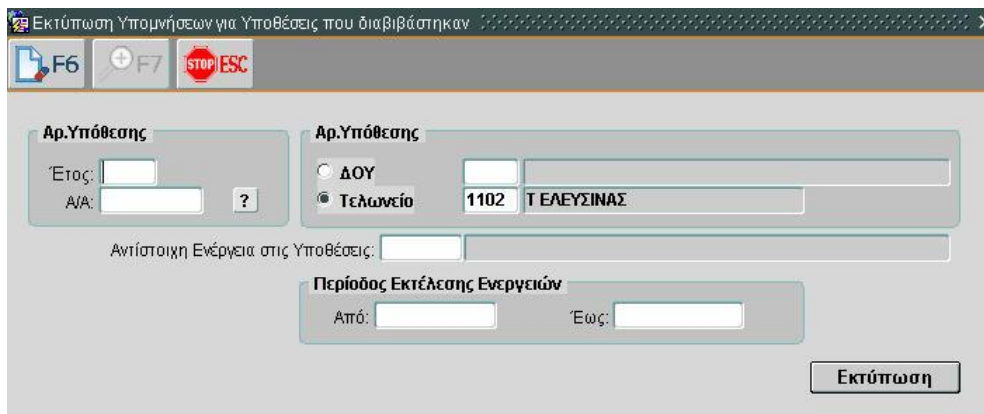 Εκτύπωση Υπομνήσεων για Υποθέσεις που διαβιβάστηκαν
F6 F7 STOP ESC
Αρ.Υπόθεσης
Έτος:
Α/Α: ?
Αρ.Υπόθεσης
ΔΟΥ
Τελωνείο 1102 Τ ΕΛΕΥΣΙΝΑΣ
Αντίστοιχη Ενέργεια στις Υποθέσεις:
Περίοδος Εκτέλεσης Ενεργειών
Από: Έως:
Εκτύπωση